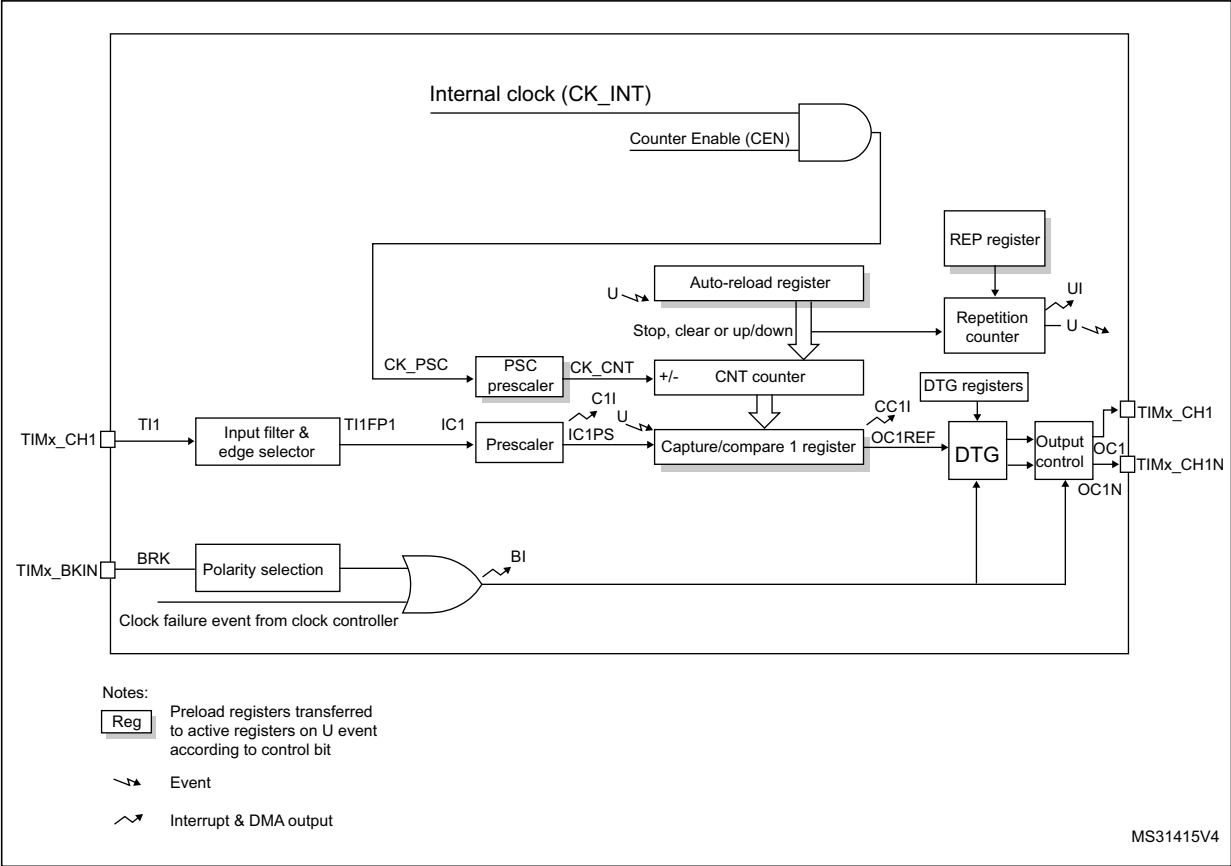 Internal clock (CK_INT)
Counter Enable (CEN)
REP register
Auto-reload register
U
UI
Stop, clear or up/down
Repetition
counter
U
CK_PSC
PSC
prescaler
CK_CNT
+/-
CNT counter
DTG registers
C1I
U
CC1I
TIMx_CH1
TI1
Input filter &
edge selector
TI1FP1
IC1
Prescaler
IC1PS
Capture/compare 1 register
OC1REF
DTG
Output
control
OC1
TIMx_CH1
TIMx_CH1N
OC1N
TIMx_BKIN
BRK
Polarity selection
BI
Clock failure event from clock controller
Notes:
Reg
Preload registers transferred
to active registers on U event
according to control bit
Event
Interrupt & DMA output
MS31415V4